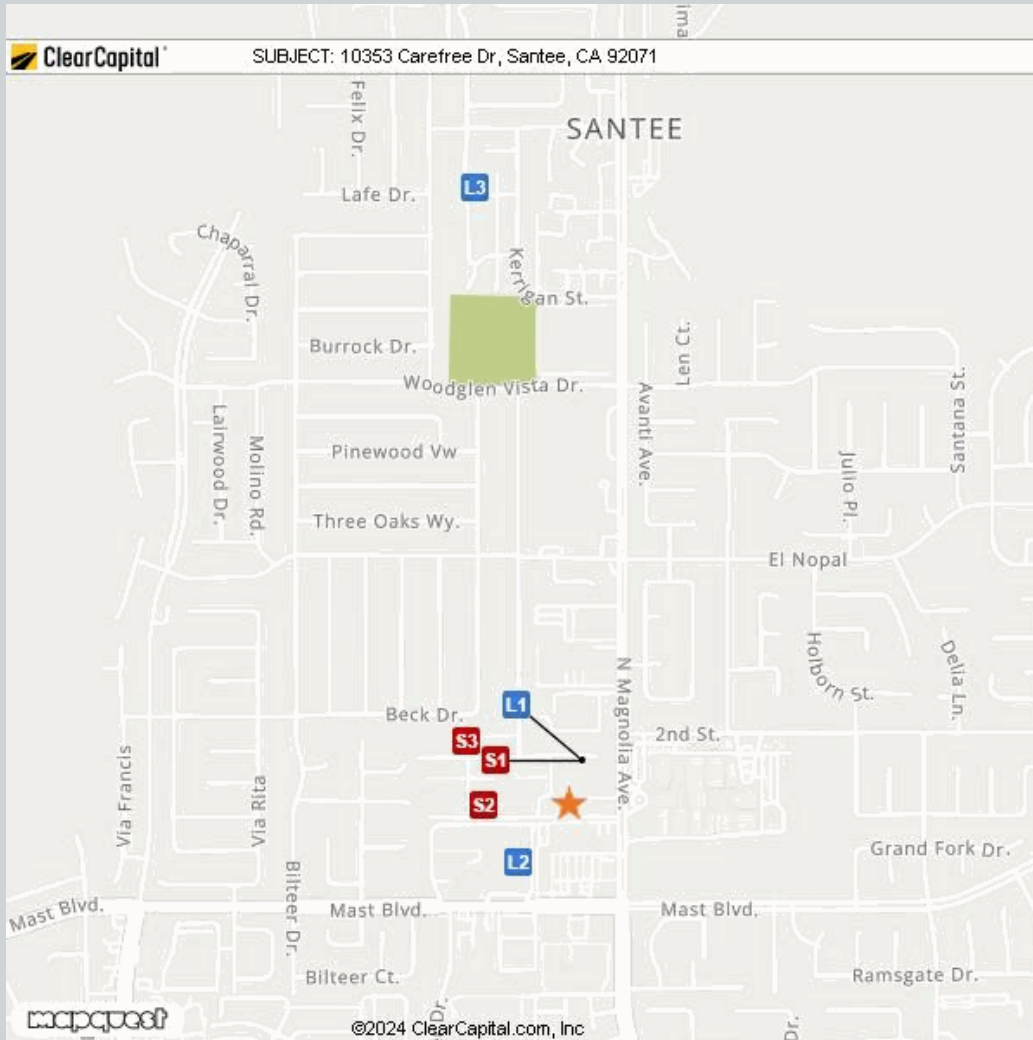 ima
ClearCapital
SUBJECT: 10353 Carefree Dr, Santee, CA 92071
Felix Dr.
SANTEE
Lafe Dr.
L3
Chaparral Dr.
Kerrigan St.
Burrock Dr.
Len Ct.
Woodglen Vista Dr.
Avanti Ave.
Santana St.
Lairwood Dr.
Molino Rd.
Pinewood Vw
Julio Pl.
Three Oaks Wy.
El Nopal
Holborn St.
Delia Ln.
N Magnolia Ave.
L1
Beck Dr.
2nd St.
S3
S1
Via Francis
Via Rita
S2
Grand Fork Dr.
L2
Bilteer Dr.
Mast Blvd.
Mast Blvd.
Mast Blvd.
Bilteer Ct.
Ramsgate Dr.
Dr.
Dr.
mapquest
©2024 ClearCapital.com, Inc